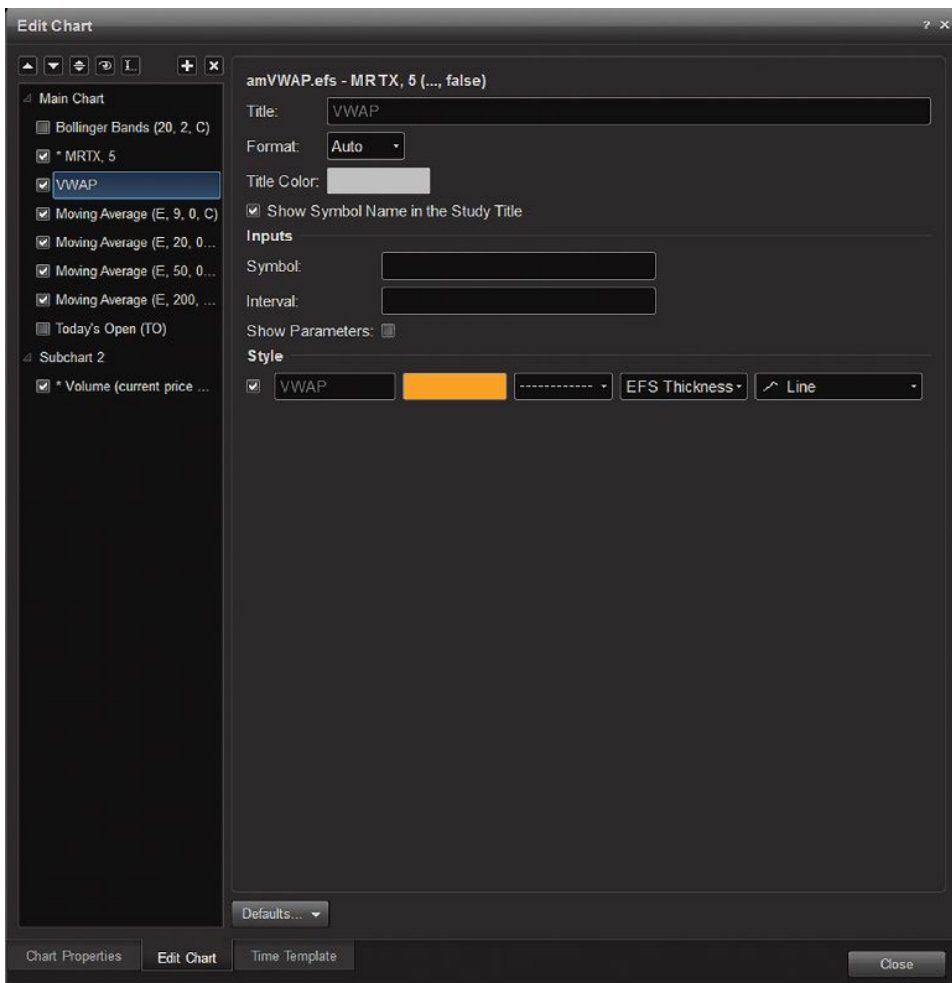 Edit Chart
Main Chart
Bollinger Bands (20, 2, C)
* MRTX, 5
VWAP
Moving Average (E, 9, 0, C)
Moving Average (E, 20, 0...
Moving Average (E, 50, 0...
Moving Average (E, 200, ...
Today's Open (TO)
Subchart 2
* Volume (current price ...
amVWAP.efs - MRTX, 5 (..., false)
Title: VWAP
Format: Auto
Title Color:
Show Symbol Name in the Study Title
Inputs
Symbol:
Interval:
Show Parameters:
Style
VWAP ------------ EFS Thickness Line
Defaults...
Chart Properties Edit Chart Time Template Close